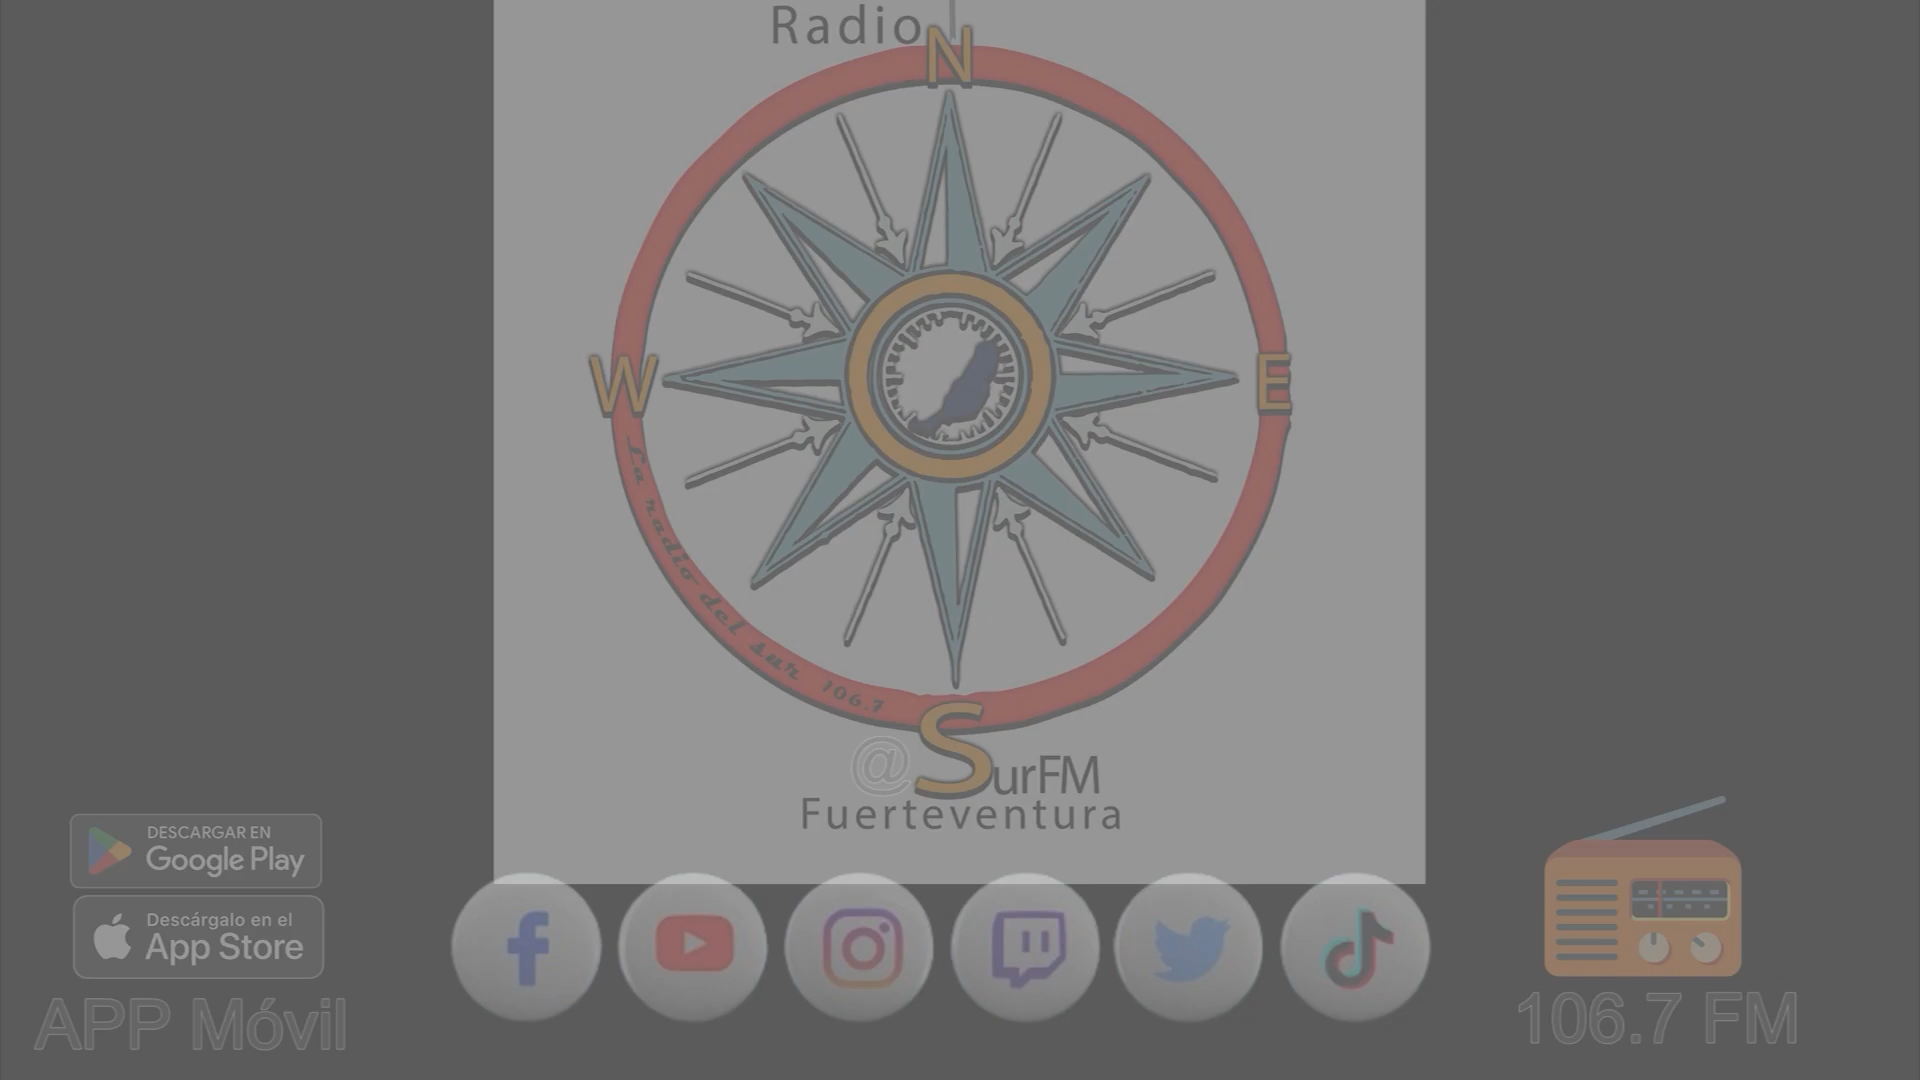 Radio
N
W
E
La radio del sur 106.7
@SurFM
Fuerteventura
DESCARGAR EN
Google Play
Descárgalo en el
App Store
APP Móvil
106.7 FM